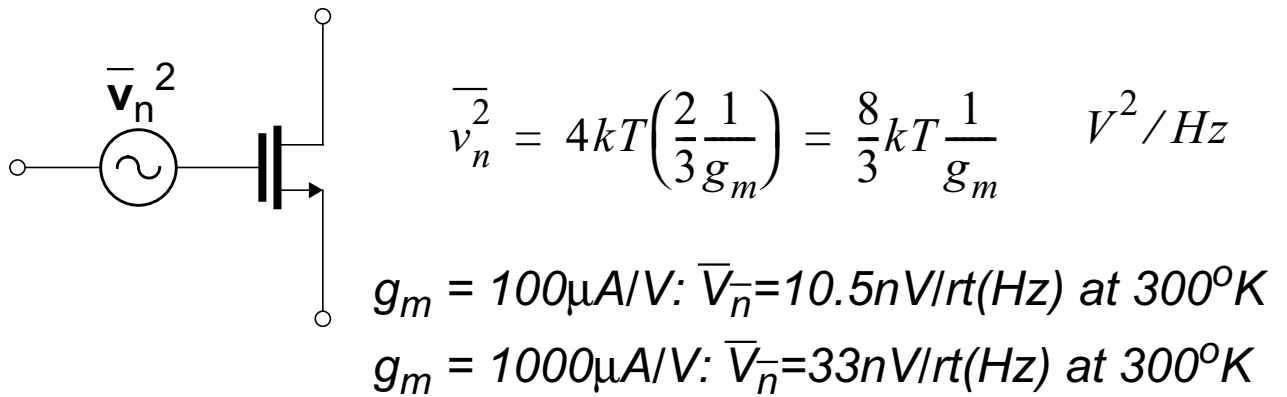 v̅n²
v̅n² = 4kT(2/3 1/gm) = 8/3 kT 1/gm V²/Hz
gm = 100μA/V: V̅n̅=10.5nV/rt(Hz) at 300°K
gm = 1000μA/V: V̅n̅=33nV/rt(Hz) at 300°K